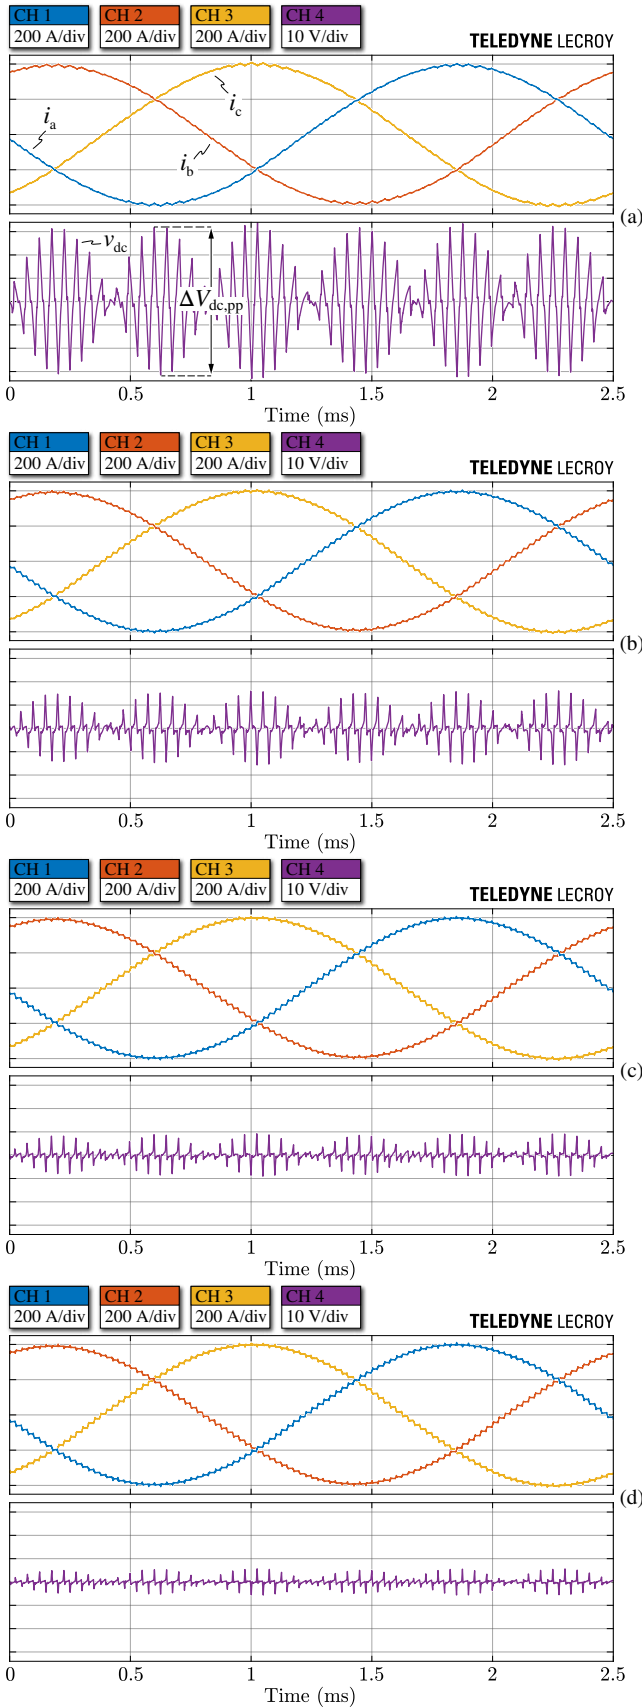 CH 1 CH 2 CH 3 CH 4
200 A/div 200 A/div 200 A/div 10 V/div
TELEDYNE LECROY
i_a
i_c
i_b
(a)
v_dc
ΔV_dc,pp
0 0.5 1 1.5 2 2.5
Time (ms)
CH 1 CH 2 CH 3 CH 4
200 A/div 200 A/div 200 A/div 10 V/div
TELEDYNE LECROY
(b)
0 0.5 1 1.5 2 2.5
Time (ms)
CH 1 CH 2 CH 3 CH 4
200 A/div 200 A/div 200 A/div 10 V/div
TELEDYNE LECROY
(c)
0 0.5 1 1.5 2 2.5
Time (ms)
CH 1 CH 2 CH 3 CH 4
200 A/div 200 A/div 200 A/div 10 V/div
TELEDYNE LECROY
(d)
0 0.5 1 1.5 2 2.5
Time (ms)